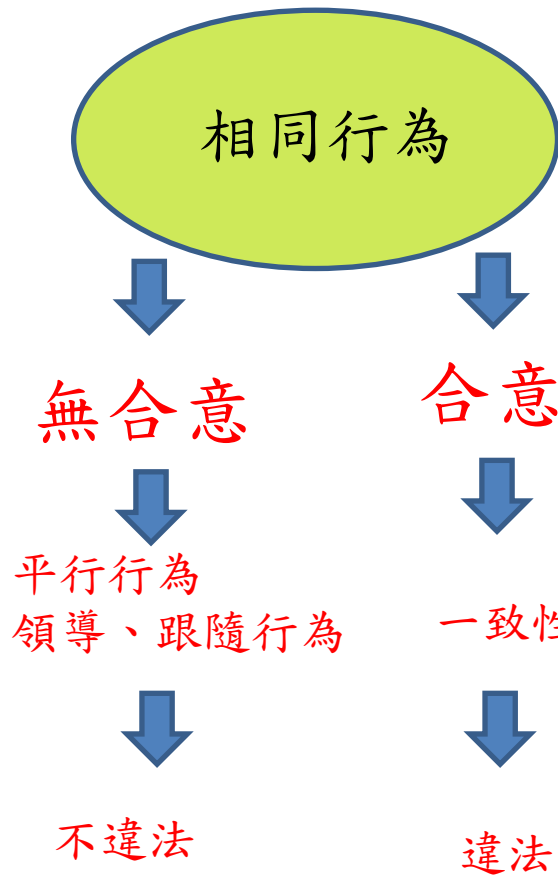 相同行為
無合意
合意
平行行為
領導、跟隨行為
一致性
不違法
違法